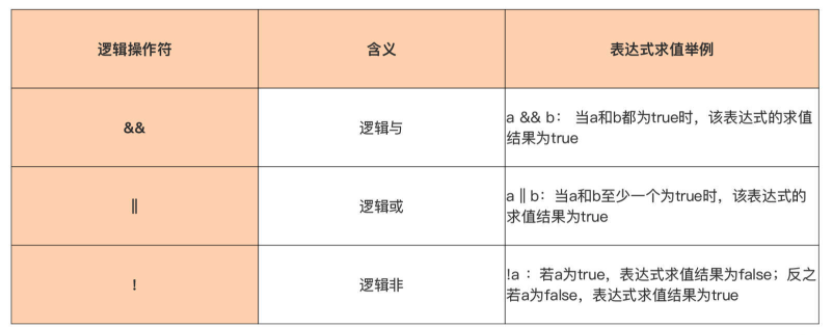 逻辑操作符
含义
表达式求值举例
&&
逻辑与
a && b： 当a和b都为true时，该表达式的求值
结果为true
||
逻辑或
a || b：当a和b至少一个为true时，该表达式的
求值结果为true
!
逻辑非
!a ：若a为true，表达式求值结果为false；反之
若a为false，表达式求值结果为true